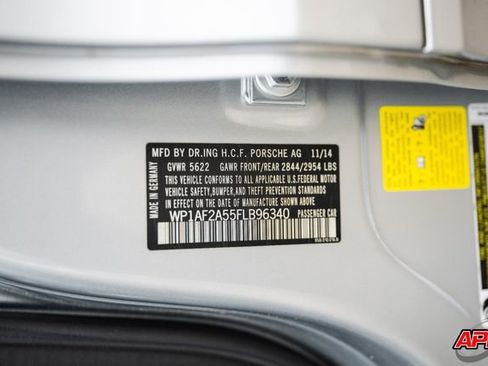 MFD BY DR.ING H.C.F. PORSCHE AG 11/14
GVWR 5622 GAWR FRONT/REAR 2844/2954 LBS
THIS VEHICLE CONFORMS TO ALL APPLICABLE
U.S.FEDERAL MOTOR
VEHICLE SAFETY,BUMPER,AND THEFT
PREVENTION STANDARDS
IN EFFECT ON THE DATE OF MANUFACTURE
SHOWN ABOVE
WP1AF2A55FLB96340 PASSENGER CAR
MADE IN GERMANY